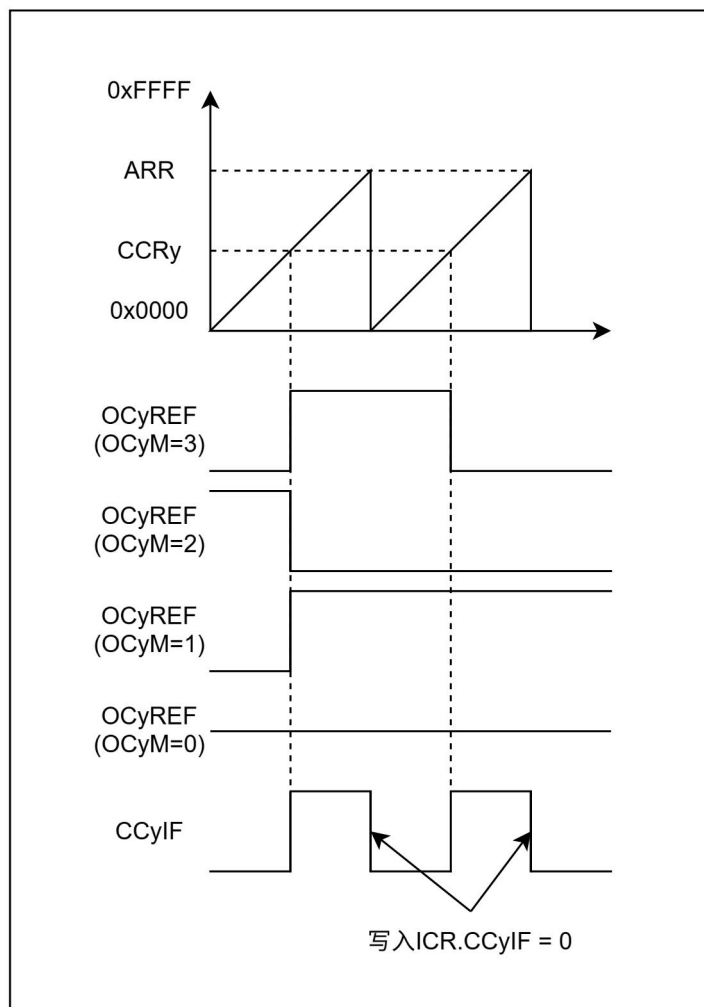 0xFFFF
ARR
CCRy
0x0000
OCyREF
(OCyM=3)
OCyREF
(OCyM=2)
OCyREF
(OCyM=1)
OCyREF
(OCyM=0)
CCyIF
写入ICR.CCyIF = 0